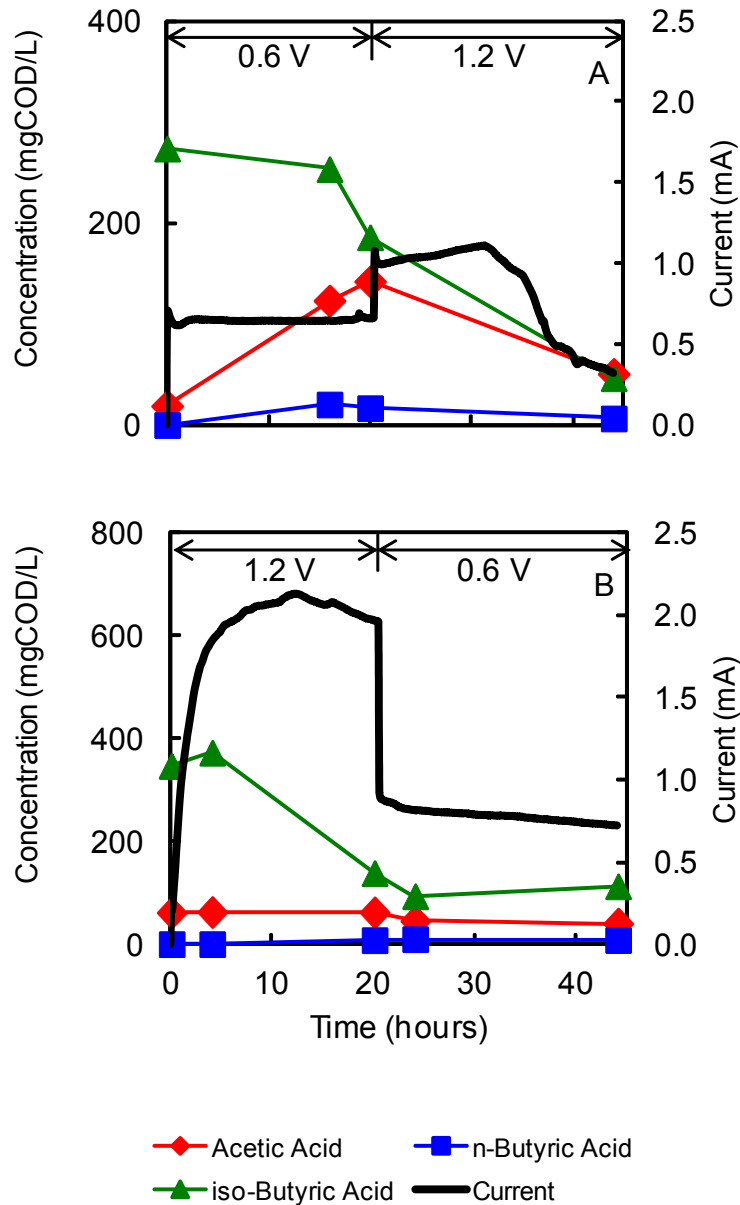 400
200
0
Concentration (mgCOD/L)
0.6 V
1.2 V
A
2.5
2.0
1.5
1.0
0.5
0.0
Current (mA)
800
600
400
200
0
Concentration (mgCOD/L)
1.2 V
0.6 V
B
2.5
2.0
1.5
1.0
0.5
0.0
Current (mA)
0 10 20 30 40
Time (hours)
Acetic Acid n-Butyric Acid
iso-Butyric Acid Current